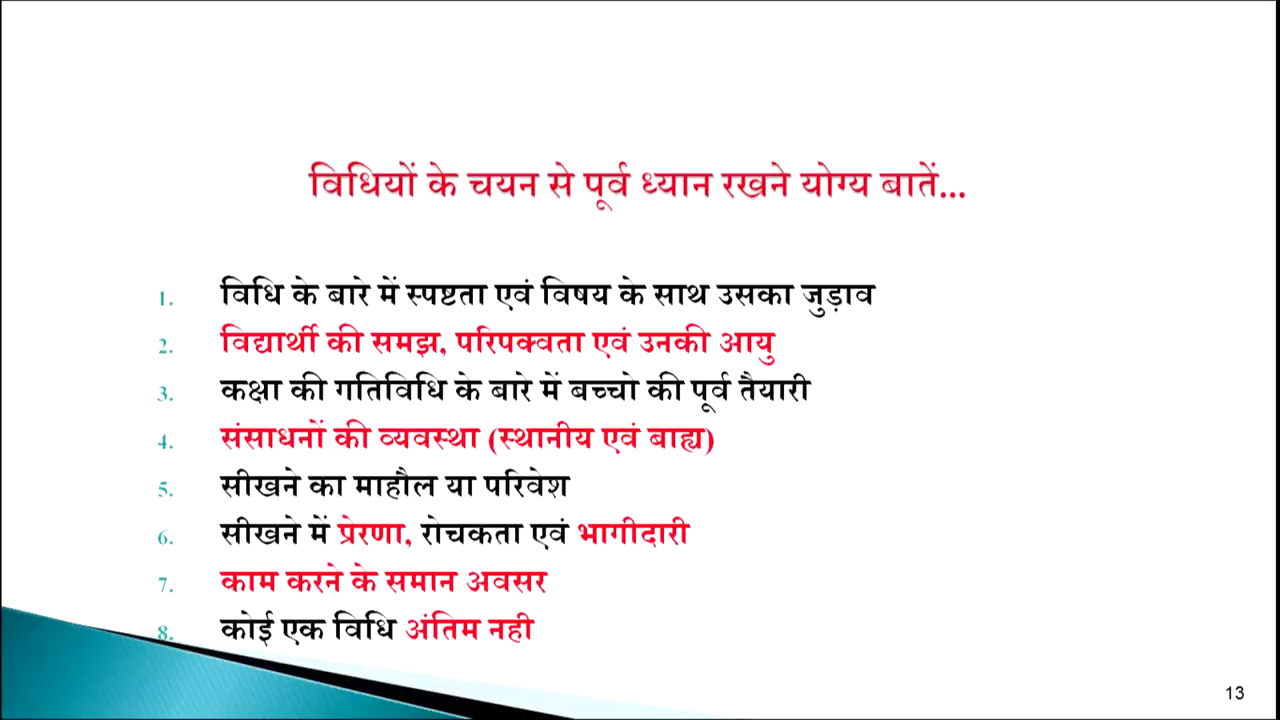 विधियों के चयन से पूर्व ध्यान रखने योग्य बातें...
1. विधि के बारे में स्पष्टता एवं विषय के साथ उसका जुड़ाव
2. विद्यार्थी की समझ, परिपक्वता एवं उनकी आयु
3. कक्षा की गतिविधि के बारे में बच्चो की पूर्व तैयारी
4. संसाधनों की व्यवस्था (स्थानीय एवं बाह्य)
5. सीखने का माहौल या परिवेश
6. सीखने में प्रेरणा, रोचकता एवं भागीदारी
7. काम करने के समान अवसर
8. कोई एक विधि अंतिम नही
13